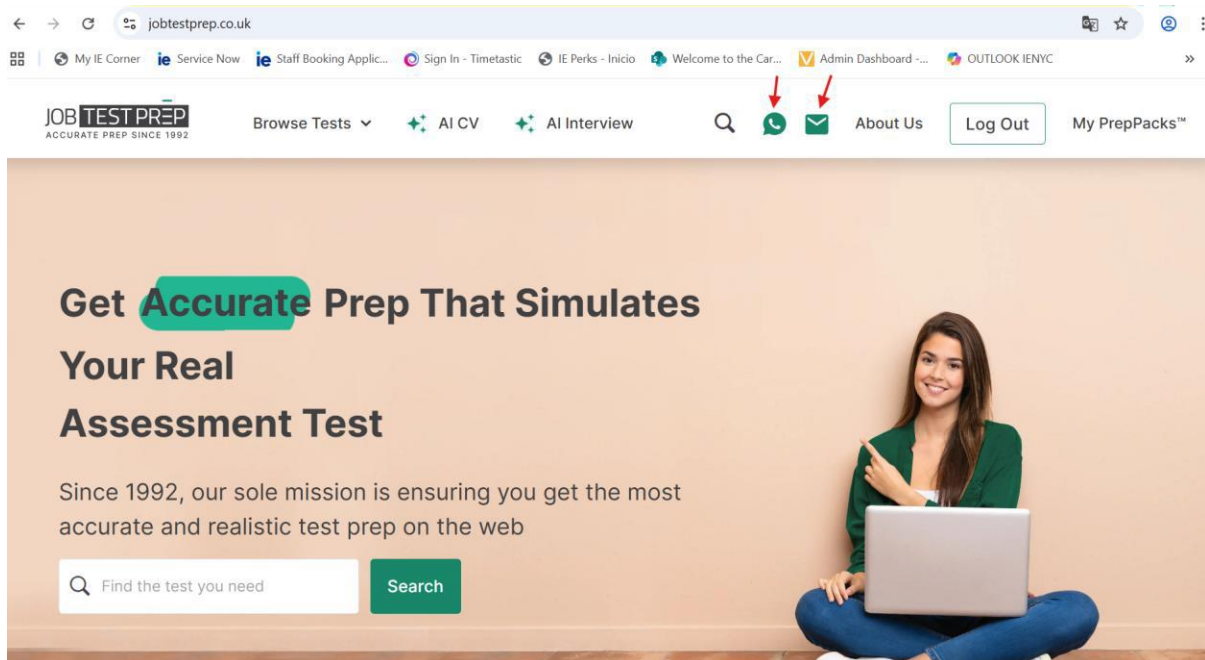 jobtestprep.co.uk
My IE Corner ie Service Now ie Staff Booking Applic... Sign In - Timetastic IE Perks - Inicio Welcome to the Car... Admin Dashboard -... OUTLOOK IENYC »
JOB TEST PREP Browse Tests AI CV AI Interview About Us Log Out My PrepPacks™
ACCURATE PREP SINCE 1992
Get Accurate Prep That Simulates
Your Real
Assessment Test
Since 1992, our sole mission is ensuring you get the most
accurate and realistic test prep on the web
Find the test you need Search